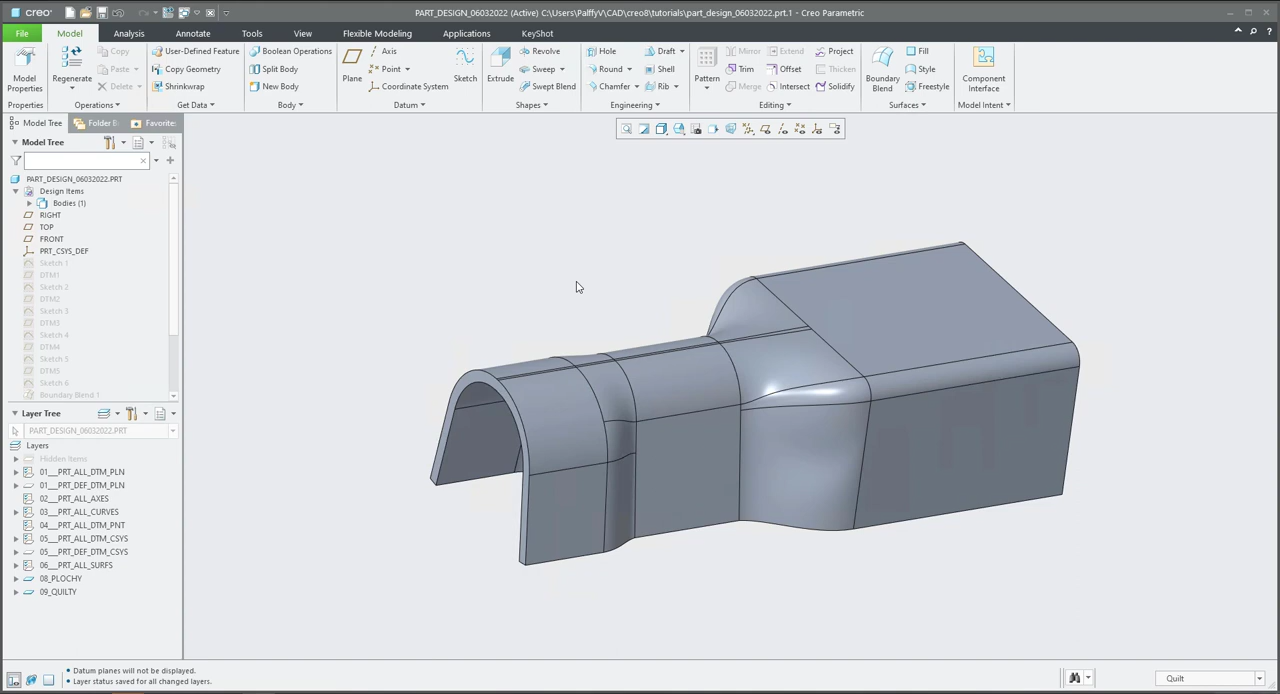 creo
PART_DESIGN_06032022 (Active) C:\Users\PalffyV\CAD\creo8\tutorials\part_design_06032022.prt.1 - Creo Parametric
File Model Analysis Annotate Tools View Flexible Modeling Applications KeyShot
Model Properties
Regenerate
Copy
Paste
Delete
User-Defined Feature
Copy Geometry
Shrinkwrap
Boolean Operations
Split Body
New Body
Plane
Axis
Point
Coordinate System
Sketch
Extrude
Revolve
Sweep
Swept Blend
Hole
Round
Chamfer
Draft
Shell
Rib
Pattern
Mirror
Trim
Merge
Extend
Offset
Intersect
Project
Thicken
Solidify
Boundary Blend
Fill
Style
Freestyle
Component Interface
Properties Operations Get Data Body Datum Shapes Engineering Editing Surfaces Model Intent
Model Tree Folder B Favorite
Model Tree
PART_DESIGN_06032022.PRT
Design Items
Bodies (1)
RIGHT
TOP
FRONT
PRT_CSYS_DEF
Sketch 1
DTM1
Sketch 2
DTM2
Sketch 3
DTM3
Sketch 4
DTM4
Sketch 5
DTM5
Sketch 6
Boundary Blend 1
Layer Tree
PART_DESIGN_06032022.PRT
Layers
Hidden Items
01___PRT_ALL_DTM_PLN
01___PRT_DEF_DTM_PLN
02___PRT_ALL_AXES
03___PRT_ALL_CURVES
04___PRT_ALL_DTM_PNT
05___PRT_ALL_DTM_CSYS
05___PRT_DEF_DTM_CSYS
06___PRT_ALL_SURFS
08_PLOCHY
09_QUILTY
• Datum planes will not be displayed.
• Layer status saved for all changed layers.
Quilt